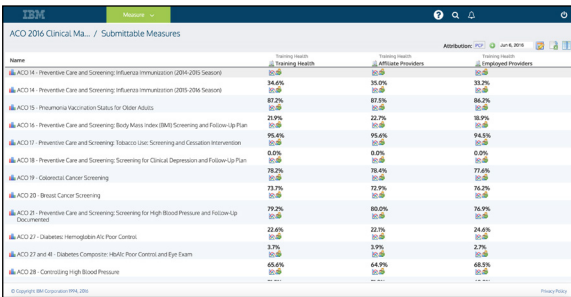 IBM
Measure
ACO 2016 Clinical Ma... / Submittable Measures
Attribution: PCP Jan 6, 2016
Name
Training Health
Training Health
Training Health
Affiliate Providers
Training Health
Employed Providers
ACO 14 - Preventive Care and Screening: Influenza Immunization (2014-2015 Season)
34.6% 35.0% 33.2%
ACO 14 - Preventive Care and Screening: Influenza Immunization (2015-2016 Season)
87.2% 87.5% 86.2%
ACO 15 - Pneumonia Vaccination Status for Older Adults
21.9% 22.7% 18.9%
ACO 16 - Preventive Care and Screening: Body Mass Index (BMI) Screening and Follow-Up Plan
95.4% 95.6% 94.5%
ACO 17 - Preventive Care and Screening: Tobacco Use: Screening and Cessation Intervention
0.0% 0.0% 0.0%
ACO 18 - Preventive Care and Screening: Screening for Clinical Depression and Follow-Up Plan
78.2% 78.4% 77.6%
ACO 19 - Colorectal Cancer Screening
73.7% 72.9% 76.2%
ACO 20 - Breast Cancer Screening
79.2% 80.0% 76.9%
ACO 21 - Preventive Care and Screening: Screening for High Blood Pressure and Follow-Up
Documented
22.6% 22.1% 24.6%
ACO 27 - Diabetes: Hemoglobin A1c Poor Control
3.7% 3.9% 2.7%
ACO 27 and 41 - Diabetes Composite: HbA1c Poor Control and Eye Exam
65.6% 64.9% 68.5%
ACO 28 - Controlling High Blood Pressure
© Copyright IBM Corporation 1994, 2016
Privacy Policy